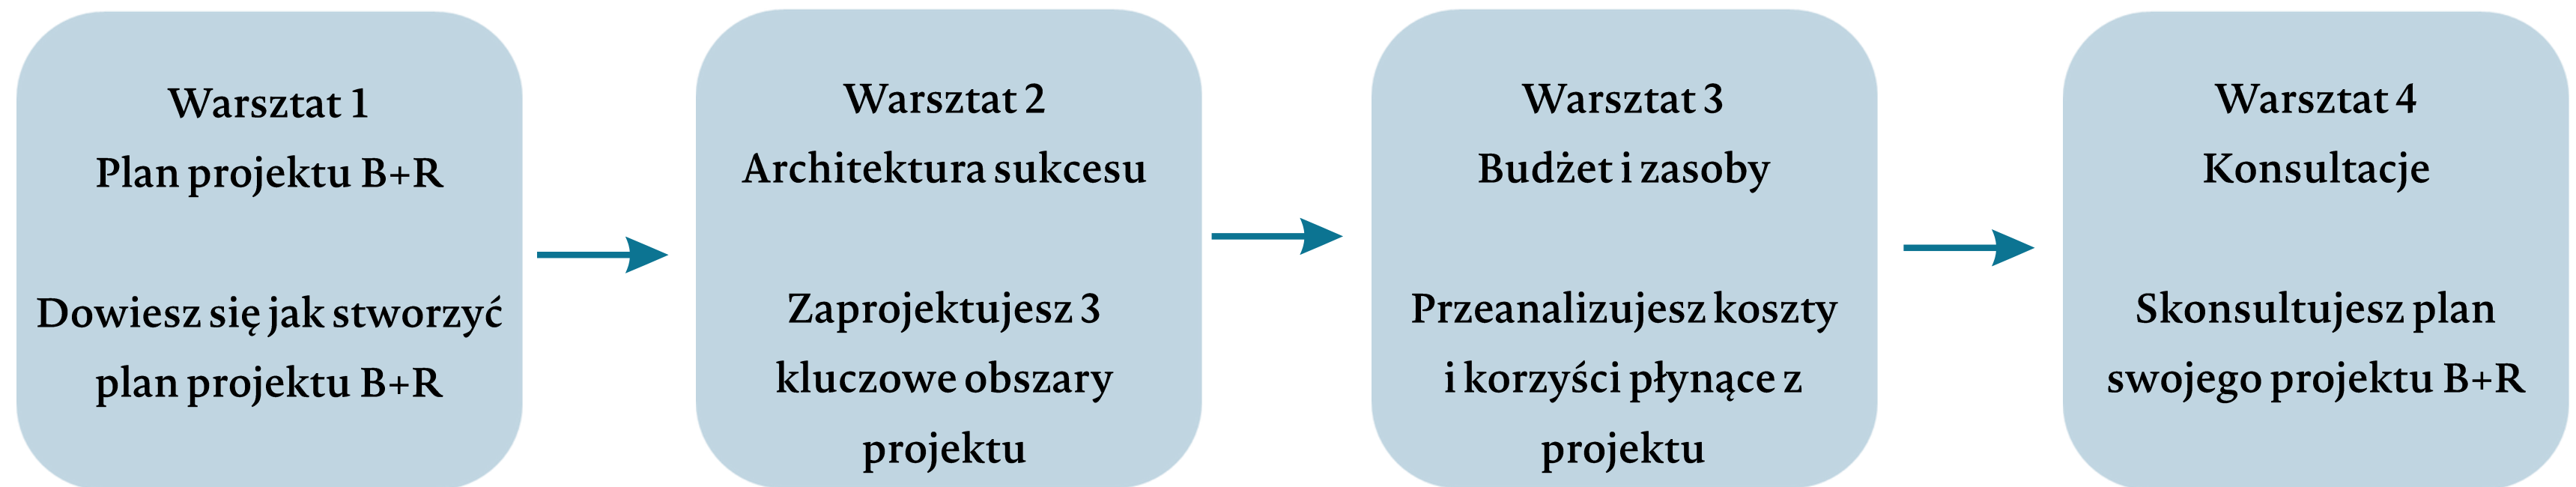 Warsztat 1
Plan projektu B+R
Dowiesz się jak stworzyć
plan projektu B+R
Warsztat 2
Architektura sukcesu
Zaprojektujesz 3
kluczowe obszary
projektu
Warsztat 3
Budżet i zasoby
Przeanalizujesz koszty
i korzyści płynące z
projektu
Warsztat 4
Konsultacje
Skonsultujesz plan
swojego projektu B+R